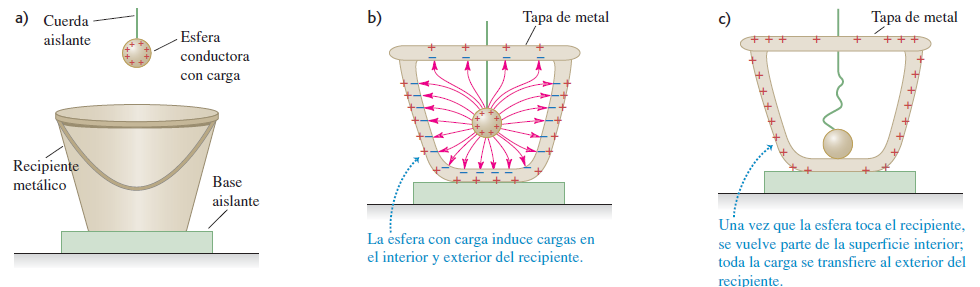 a)
Cuerda
aislante
Esfera
conductora
con carga
Recipiente
metálico
Base
aislante
b)
Tapa de metal
La esfera con carga induce cargas en
el interior y exterior del recipiente.
c)
Tapa de metal
Una vez que la esfera toca el recipiente,
se vuelve parte de la superficie interior;
toda la carga se transfiere al exterior del
recipiente.